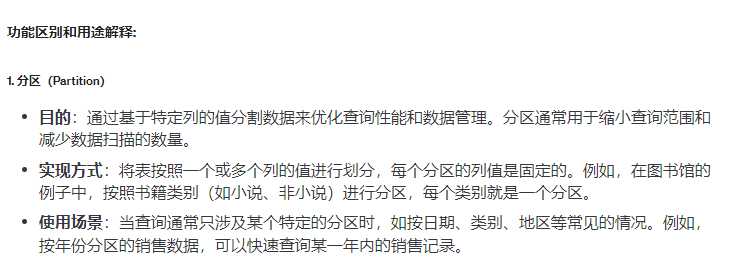 功能区别和用途解释:
1. 分区（Partition）
• 目的：通过基于特定列的值分割数据来优化查询性能和数据管理。分区通常用于缩小查询范围和
减少数据扫描的数量。
• 实现方式：将表按照一个或多个列的值进行划分，每个分区的列值是固定的。例如，在图书馆的
例子中，按照书籍类别（如小说、非小说）进行分区，每个类别就是一个分区。
• 使用场景：当查询通常只涉及某个特定的分区时，如按日期、类别、地区等常见的情况。例如，
按年份分区的销售数据，可以快速查询某一年内的销售记录。